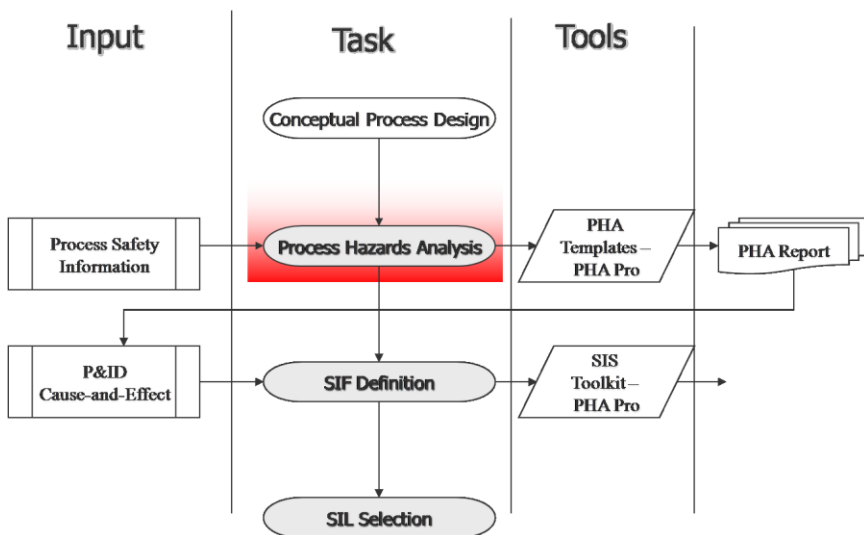 Input
Task
Tools
Conceptual Process Design
Process Safety
Information
Process Hazards Analysis
PHA
Templates –
PHA Pro
PHA Report
P&ID
Cause-and-Effect
SIF Definition
SIS
Toolkit –
PHA Pro
SIL Selection